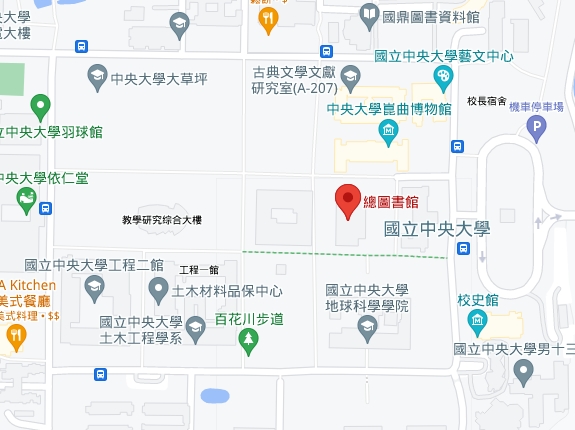 國鼎圖書資料館
國立中央大學藝文中心
中央大學大草坪
古典文學文獻
研究室(A-207)
校長宿舍
中央大學崑曲博物館
機車停車場
立中央大學羽球館
中央大學依仁堂
總圖書館
教學研究綜合大樓
國立中央大學
國立中央大學工程二館
工程一館
A Kitchen
美式餐廳
美式料理・$$
土木材料品保中心
國立中央大學
地球科學學院
校史館
國立中央大學
土木工程學系
百花川步道
國立中央大學男十三
P